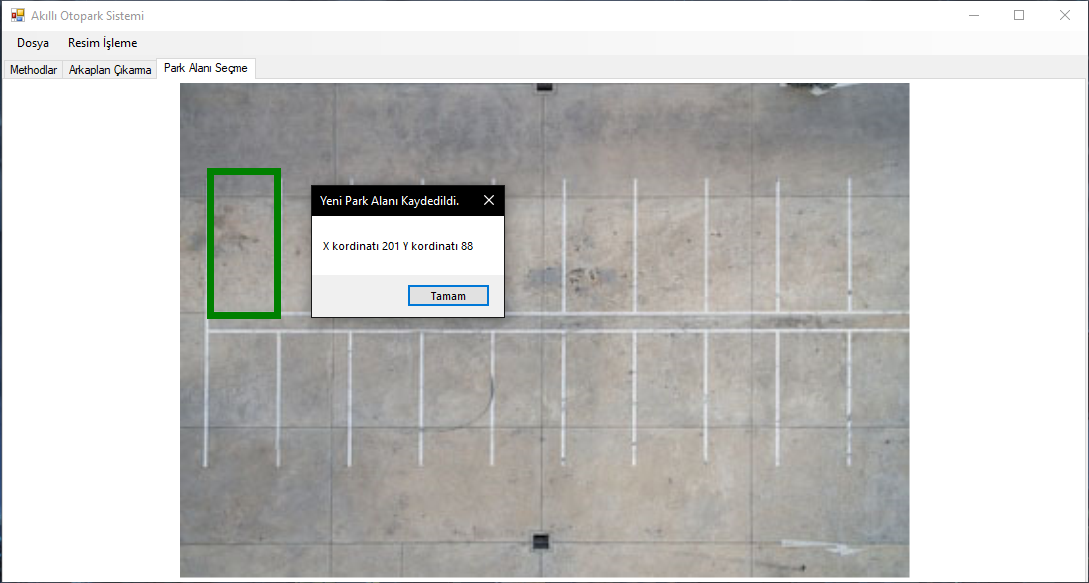 Akıllı Otopark Sistemi
Dosya Resim İşleme
Methodlar Arkaplan Çıkarma Park Alanı Seçme
Yeni Park Alanı Kaydedildi.
X kordinatı 201 Y kordinatı 88
Tamam